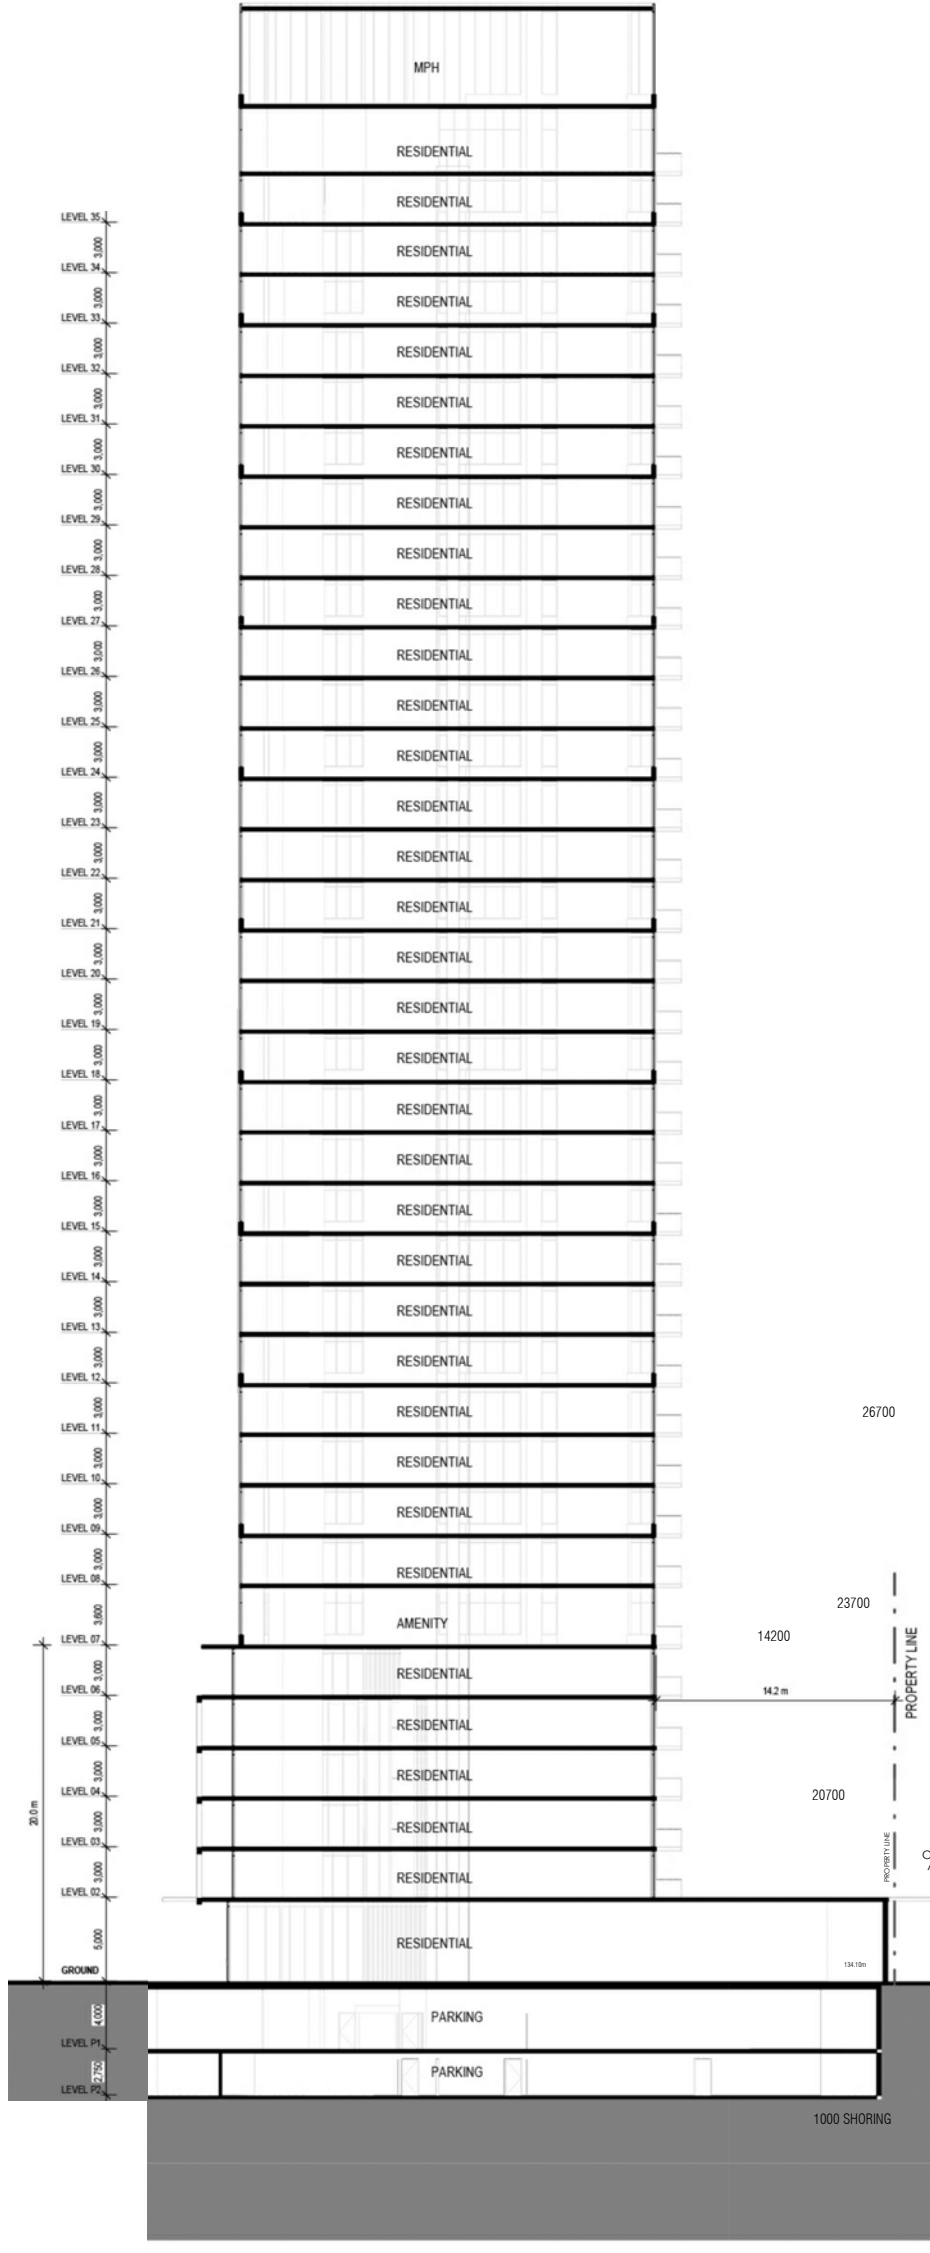 MPH
RESIDENTIAL
RESIDENTIAL
LEVEL 35
3,000
RESIDENTIAL
LEVEL 34
3,000
RESIDENTIAL
LEVEL 33
3,000
RESIDENTIAL
LEVEL 32
3,000
RESIDENTIAL
LEVEL 31
3,000
RESIDENTIAL
LEVEL 30
3,000
RESIDENTIAL
LEVEL 29
3,000
RESIDENTIAL
LEVEL 28
3,000
RESIDENTIAL
LEVEL 27
3,000
RESIDENTIAL
LEVEL 26
3,000
RESIDENTIAL
LEVEL 25
3,000
RESIDENTIAL
LEVEL 24
3,000
RESIDENTIAL
LEVEL 23
3,000
RESIDENTIAL
LEVEL 22
3,000
RESIDENTIAL
LEVEL 21
3,000
RESIDENTIAL
LEVEL 20
3,000
RESIDENTIAL
LEVEL 19
3,000
RESIDENTIAL
LEVEL 18
3,000
RESIDENTIAL
LEVEL 17
3,000
RESIDENTIAL
LEVEL 16
3,000
RESIDENTIAL
LEVEL 15
3,000
RESIDENTIAL
LEVEL 14
3,000
RESIDENTIAL
LEVEL 13
3,000
RESIDENTIAL
LEVEL 12
3,000
RESIDENTIAL
26700
LEVEL 11
3,000
RESIDENTIAL
LEVEL 10
3,000
RESIDENTIAL
LEVEL 09
3,000
RESIDENTIAL
LEVEL 08
3,600
AMENITY
23700
14200
LEVEL 07
3,000
RESIDENTIAL
PROPERTY LINE
LEVEL 06
14.2 m
3,000
RESIDENTIAL
LEVEL 05
3,000
RESIDENTIAL
LEVEL 04
20700
20.0 m
3,000
RESIDENTIAL
LEVEL 03
PROPERTY LINE
3,000
RESIDENTIAL
LEVEL 02
5,000
RESIDENTIAL
134.10m
GROUND
4,000
PARKING
LEVEL P1
2,750
PARKING
LEVEL P2
1000 SHORING